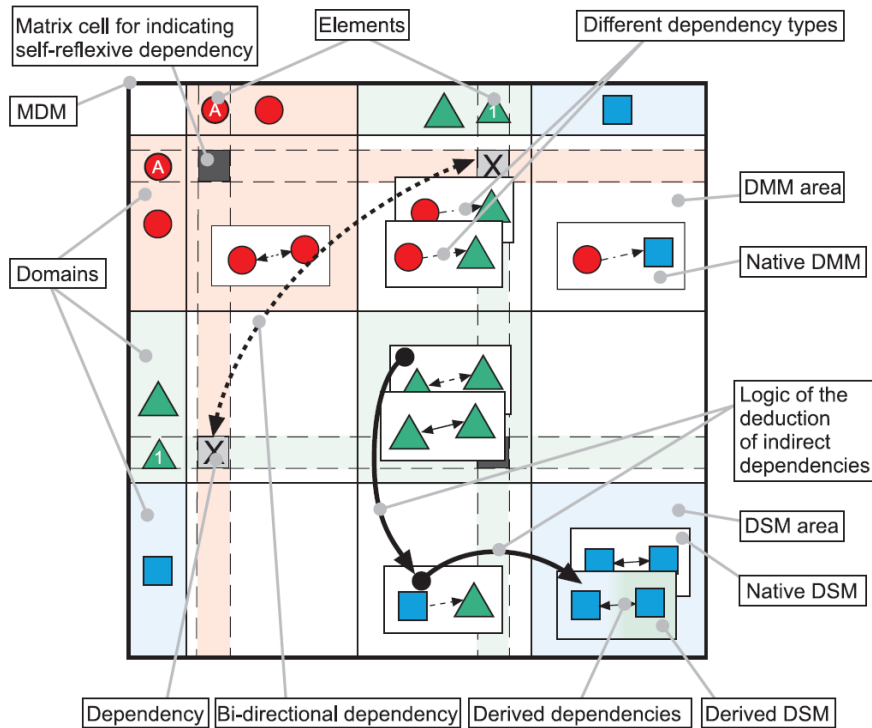 Matrix cell for indicating
self-reflexive dependency
Elements
Different dependency types
MDM
A
1
A
X
DMM area
Domains
Native DMM
Logic of the
deduction
of indirect
dependencies
1
X
DSM area
Native DSM
Dependency
Bi-directional dependency
Derived dependencies
Derived DSM